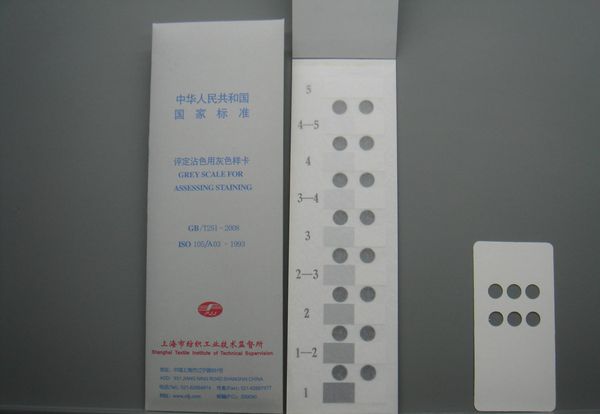 中华人民共和国
国家标准
评定沾色用灰色样卡
GREY SCALE FOR
ASSESSING STAINING
GB/T251-2008
ISO 105/A03-1993
上海市纺织工业技术监督所
Shanghai Textile Institute of Technical Supervision
5
4—5
4
3—4
3
2—3
2
1—2
1